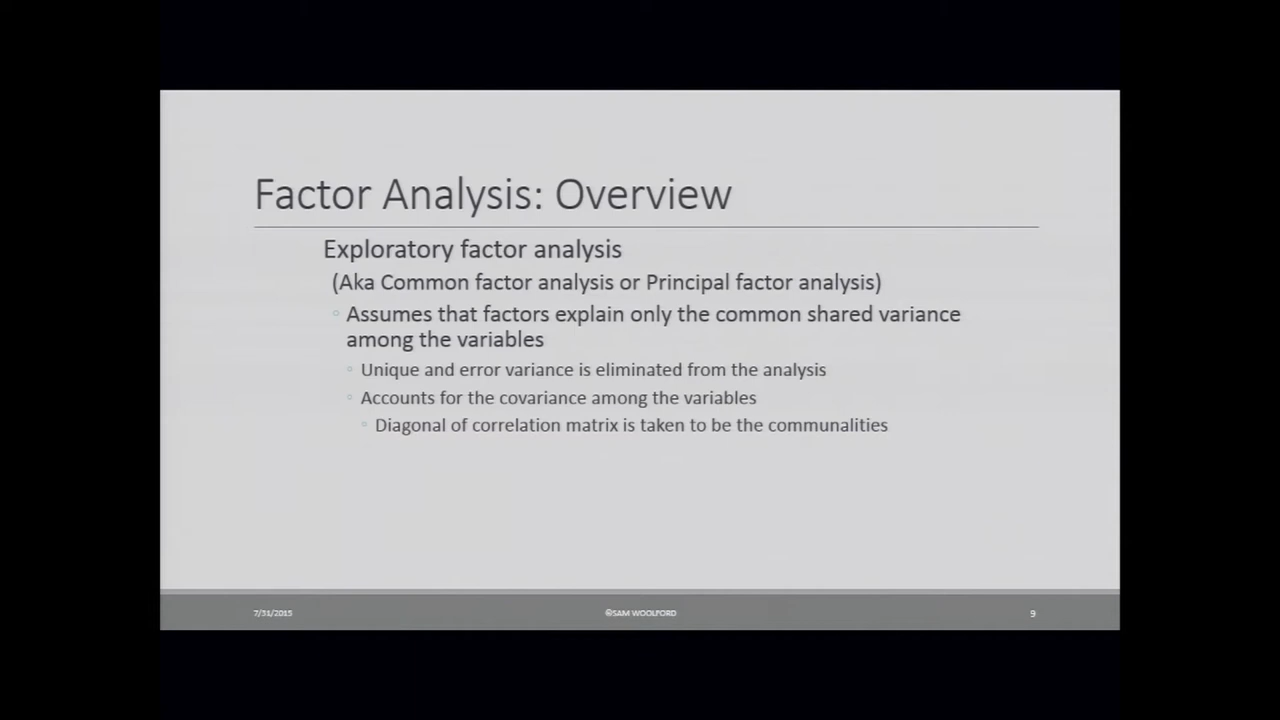 Factor Analysis: Overview
Exploratory factor analysis
(Aka Common factor analysis or Principal factor analysis)
Assumes that factors explain only the common shared variance
among the variables
Unique and error variance is eliminated from the analysis
Accounts for the covariance among the variables
Diagonal of correlation matrix is taken to be the communalities
7/31/2015
©SAM WOOLFORD
9